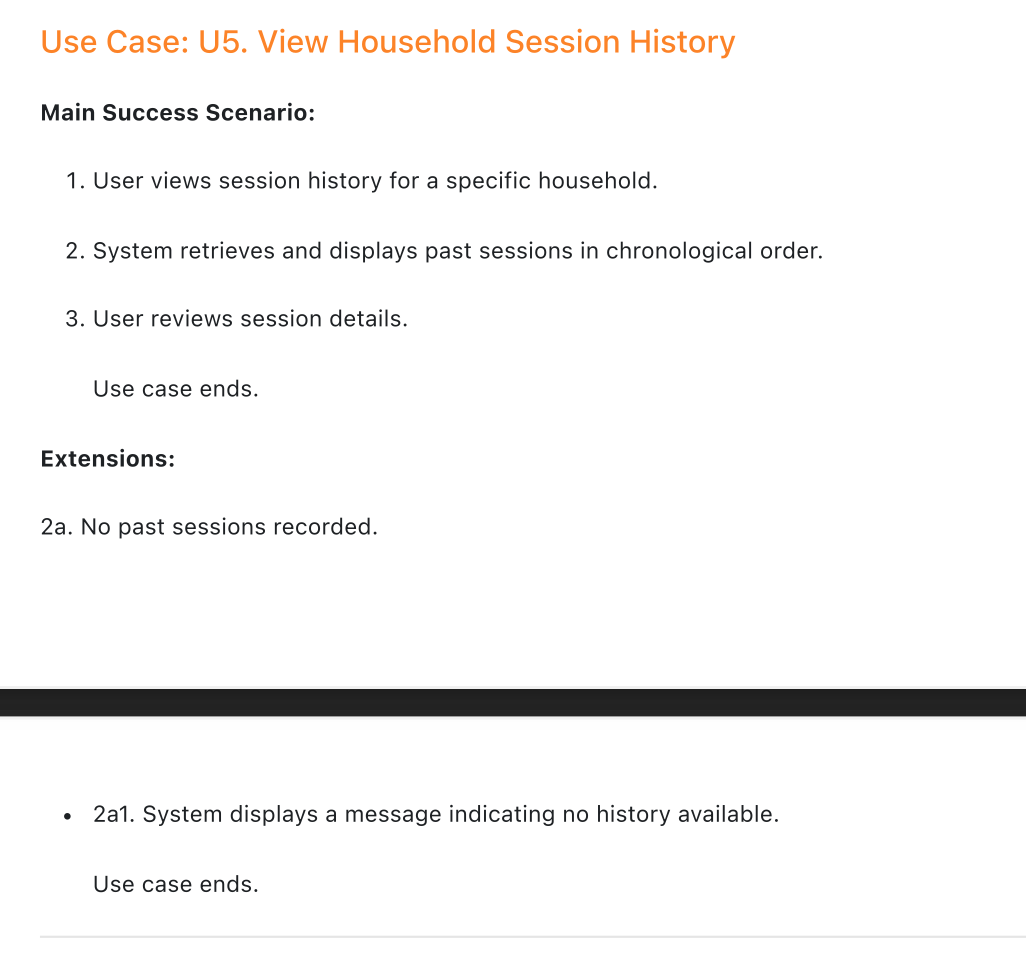 Use Case: U5. View Household Session History
Main Success Scenario:
1. User views session history for a specific household.
2. System retrieves and displays past sessions in chronological order.
3. User reviews session details.
Use case ends.
Extensions:
2a. No past sessions recorded.
• 2a1. System displays a message indicating no history available.
Use case ends.